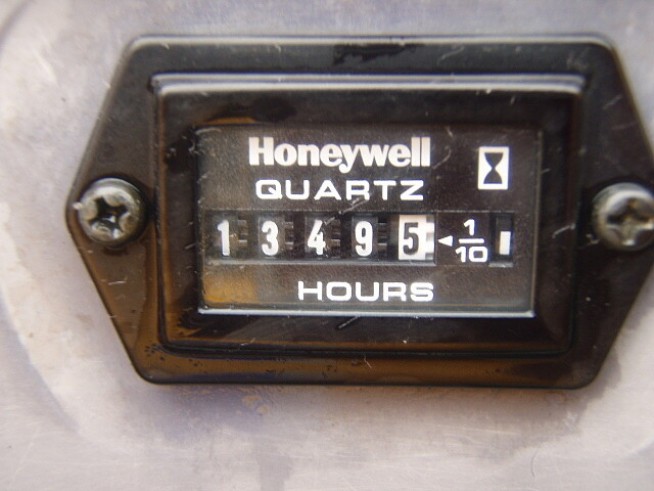 Honeywell
QUARTZ
1 3 4 9 5 ◄ 1/10
HOURS